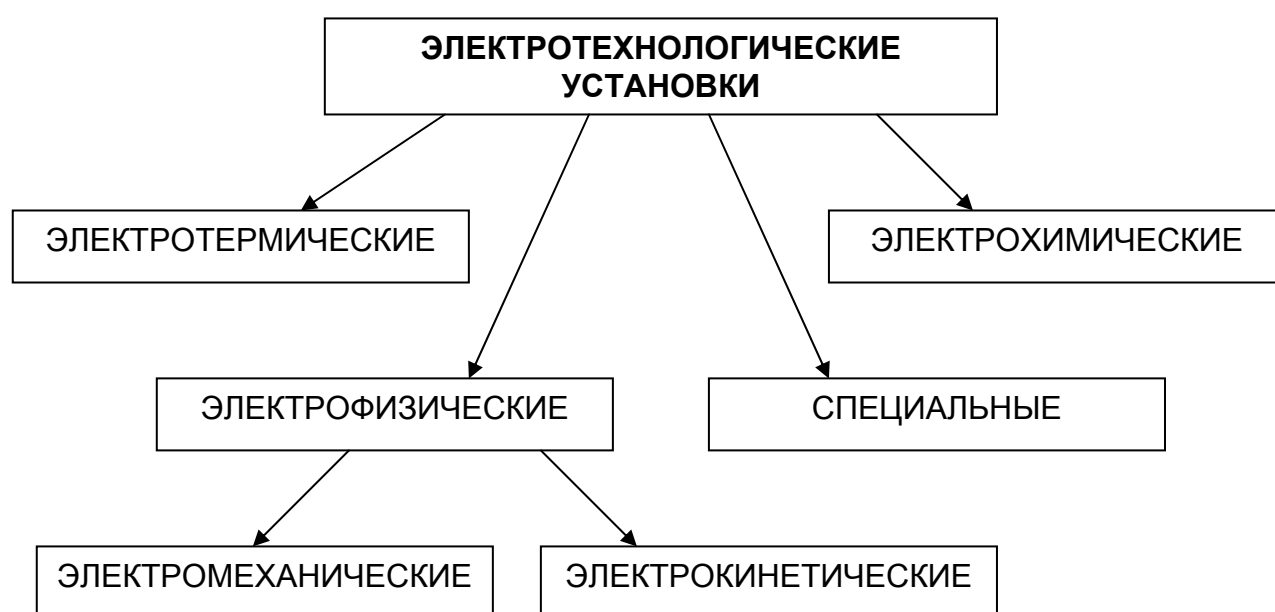 ЭЛЕКТРОТЕХНОЛОГИЧЕСКИЕ
УСТАНОВКИ
ЭЛЕКТРОТЕРМИЧЕСКИЕ
ЭЛЕКТРОХИМИЧЕСКИЕ
ЭЛЕКТРОФИЗИЧЕСКИЕ
СПЕЦИАЛЬНЫЕ
ЭЛЕКТРОМЕХАНИЧЕСКИЕ
ЭЛЕКТРОКИНЕТИЧЕСКИЕ